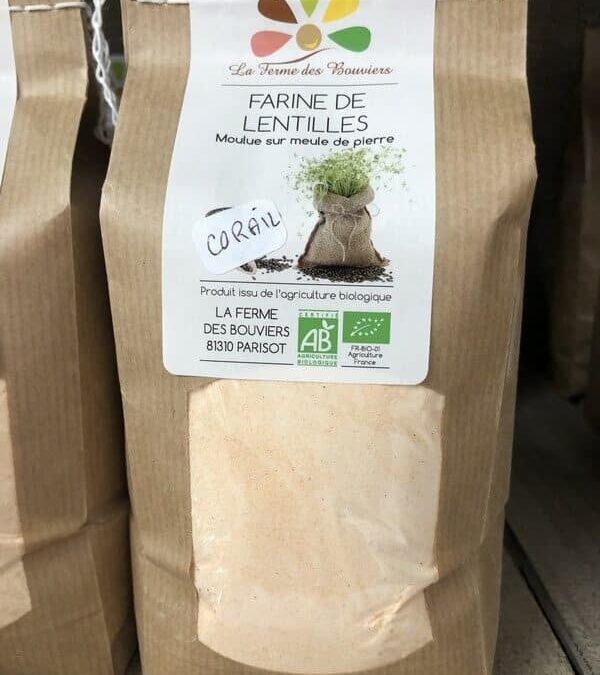 La Ferme des Bouviers
FARINE DE
LENTILLES
Moulue sur meule de pierre
CORAIL
Produit issu de l'agriculture biologique
LA FERME
DES BOUVIERS
81310 PARISOT
CERTIFIÉ
AB
AGRICULTURE
BIOLOGIQUE
FR-BIO-01
Agriculture
France